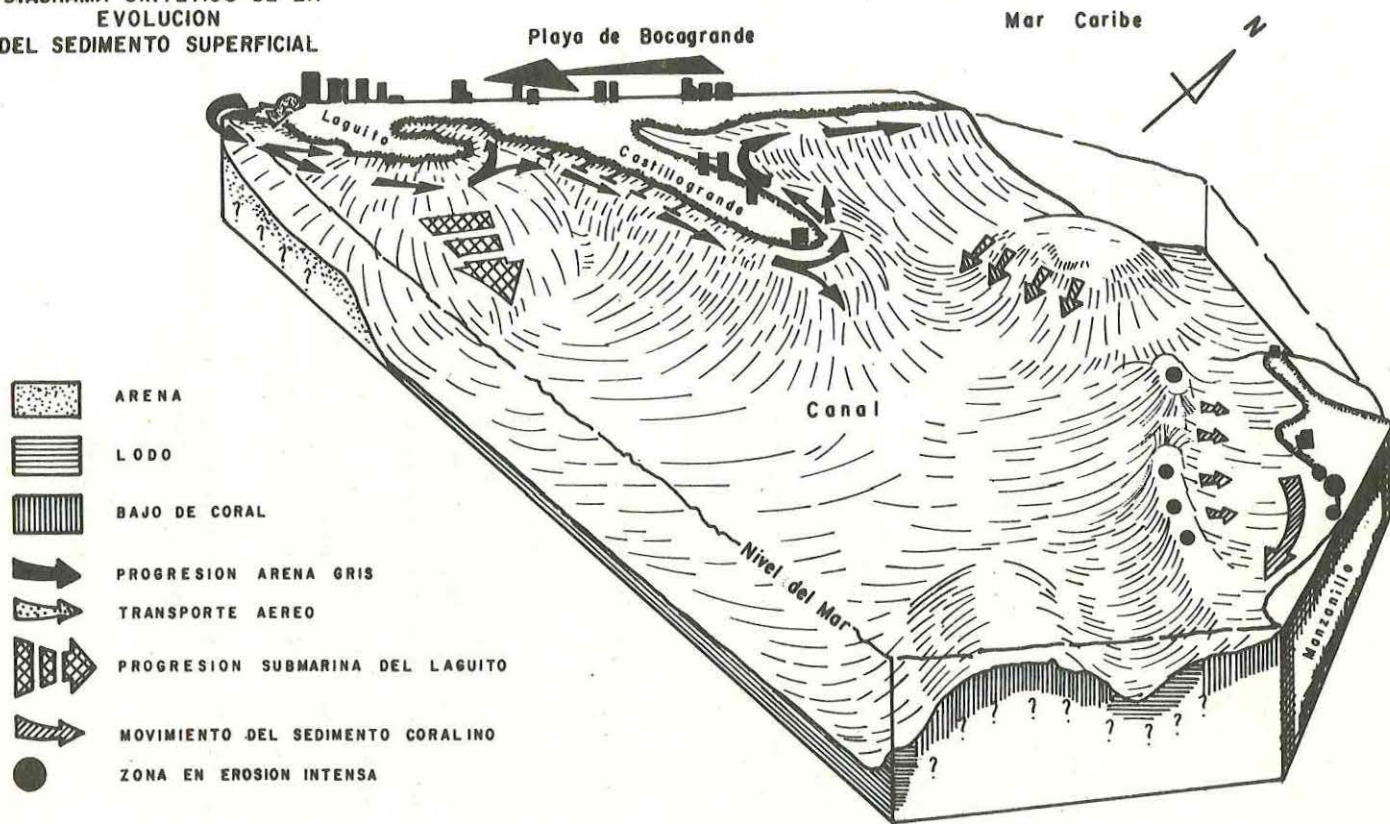 EVOLUCION
DEL SEDIMENTO SUPERFICIAL
Mar Caribe
N
Playa de Bocagrande
Laguito
Castillogrande
Canal
Nivel del Mar
Manzanillo
? ? ? ?
? ? ? ? ? ? ? ? ?
ARENA
LODO
BAJO DE CORAL
PROGRESION ARENA GRIS
TRANSPORTE AEREO
PROGRESION SUBMARINA DEL LAGUITO
MOVIMIENTO DEL SEDIMENTO CORALINO
ZONA EN EROSION INTENSA